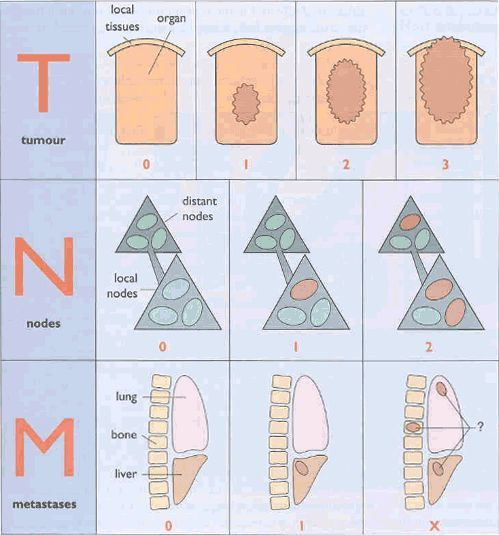 T
tumour
local
tissues
organ
0
1
2
3
N
nodes
distant
nodes
local
nodes
0
1
2
M
metastases
lung
bone
liver
?
0
1
X